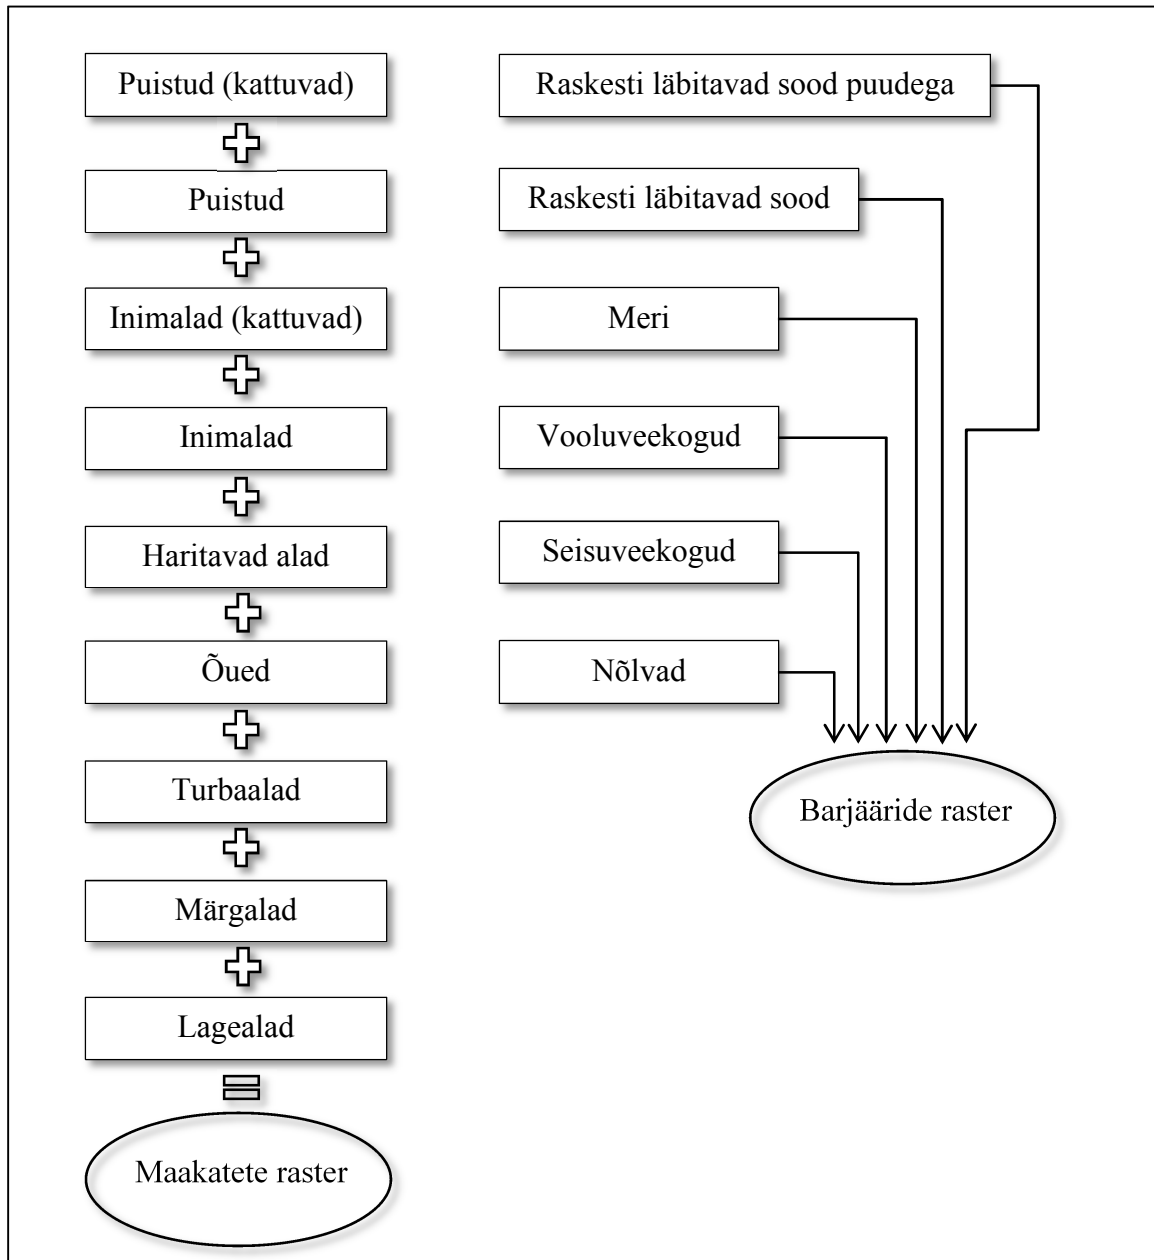 Puistud (kattuvad)
Puistud
Inimalad (kattuvad)
Inimalad
Haritavad alad
Õued
Turbaalad
Märgalad
Lagealad
Maakatete raster
Raskesti läbitavad sood puudega
Raskesti läbitavad sood
Meri
Vooluveekogud
Seisuveekogud
Nõlvad
Barjääride raster